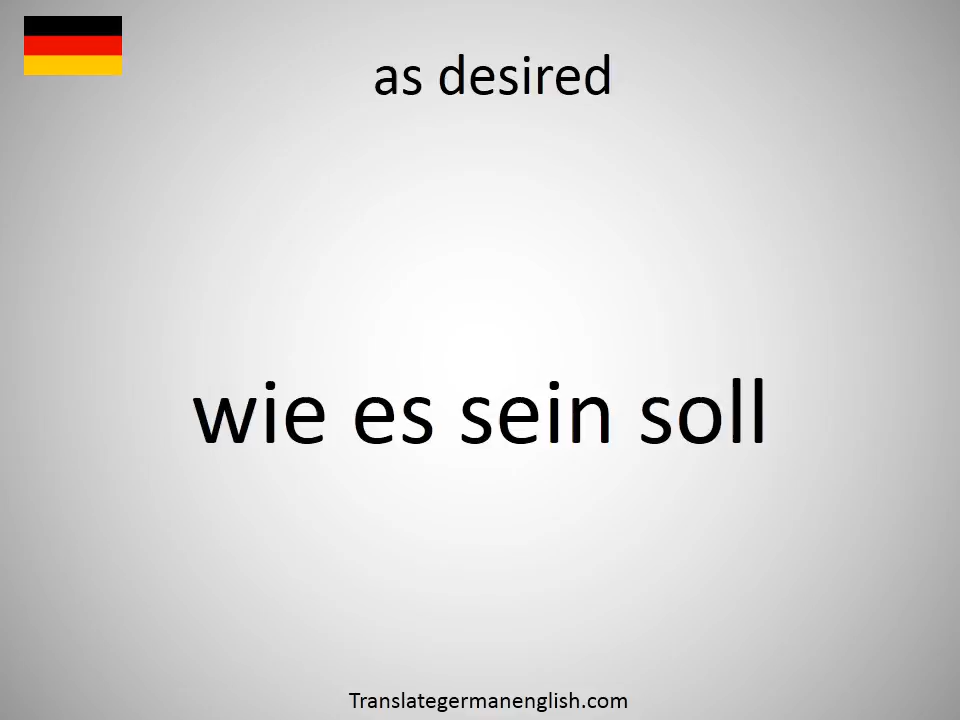 as desired
wie es sein soll
Translategermanenglish.com